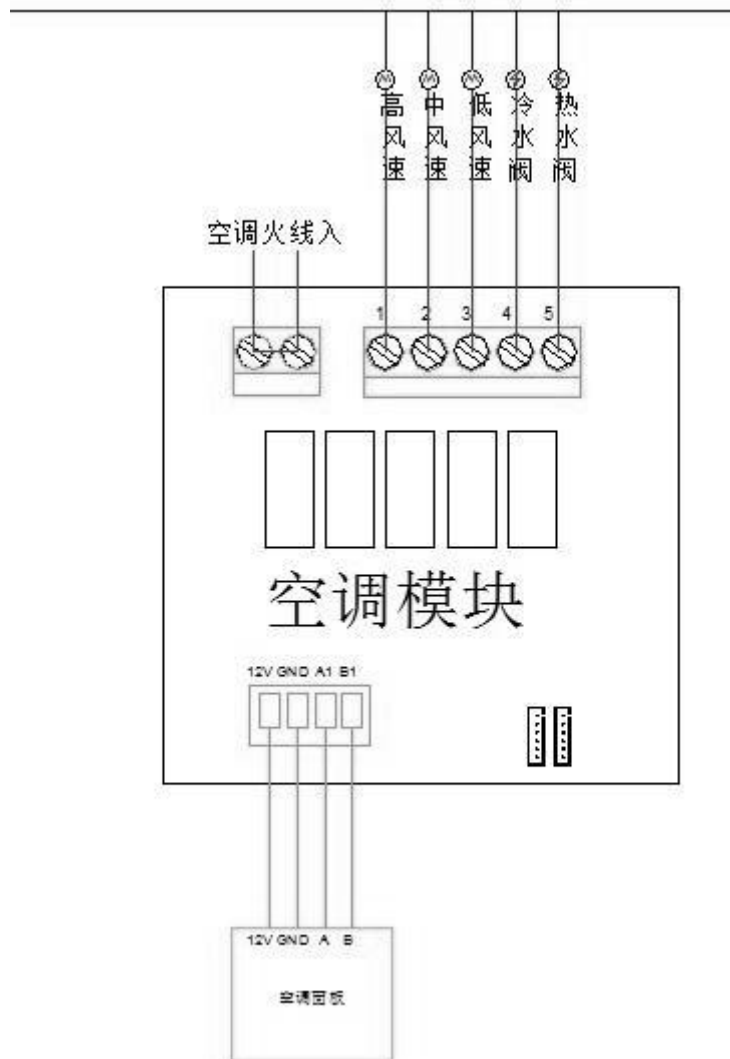 高风速
中风速
低风速
冷水阀
热水阀
空调火线入
1 2 3 4 5
空调模块
12V GND A1 B1
12V GND A B
空调面板